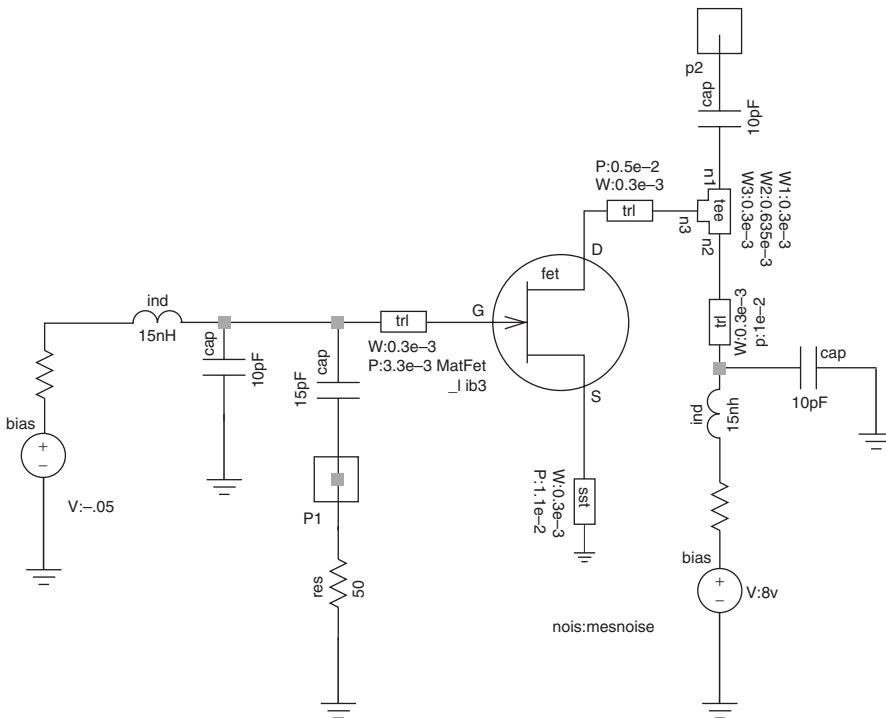 p2
cap
10pF
P:0.5e–2
W:0.3e–3
trl
n1
tee
n3
n2
W1:0.3e–3
W2:0.635e–3
W3:0.3e–3
D
fet
G
S
ind
15nH
cap
10pF
cap
15pF
trl
W:0.3e–3
P:3.3e–3 MatFet
_l ib3
trl
W:0.3e–3
p:1e–2
cap
10pF
ind
15nh
bias
+
–
V:–.05
P1
res
50
sst
W:0.3e–3
P:1.1e–2
bias
+
–
V:8v
nois:mesnoise